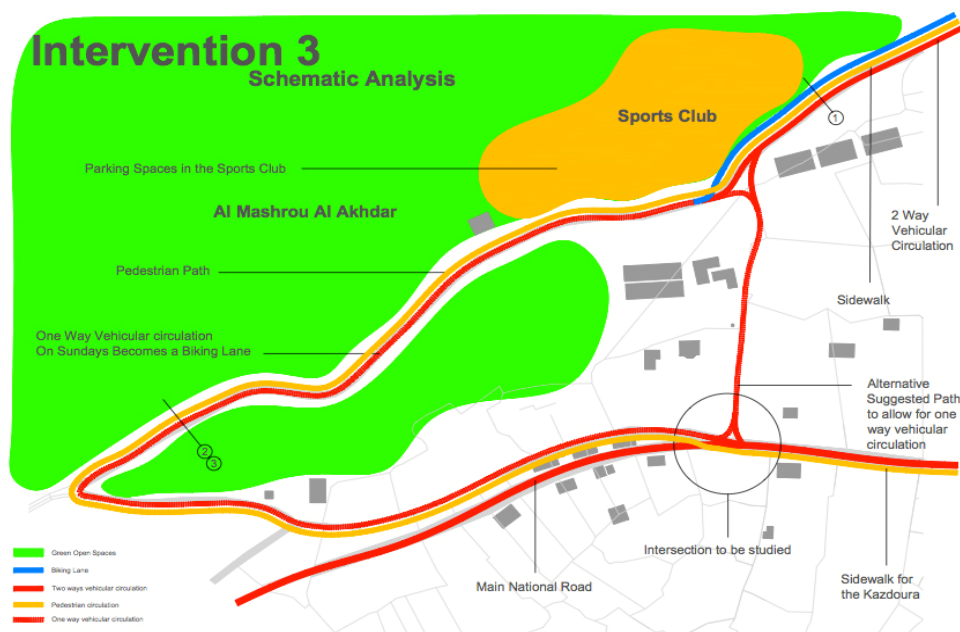 Intervention 3
Schematic Analysis
Sports Club
1
Parking Spaces in the Sports Club
Al Mashrou Al Akhdar
2 Way
Vehicular
Circulation
Pedestrian Path
Sidewalk
One Way Vehicular circulation
On Sundays Becomes a Biking Lane
Alternative
Suggested Path
to allow for one
way vehicular
circulation
2
3
Intersection to be studied
Main National Road
Sidewalk for
the Kazdoura
Green Open Spaces
Biking Lane
Two ways vehicular circulation
Pedestrian circulation
One way vehicular circulation